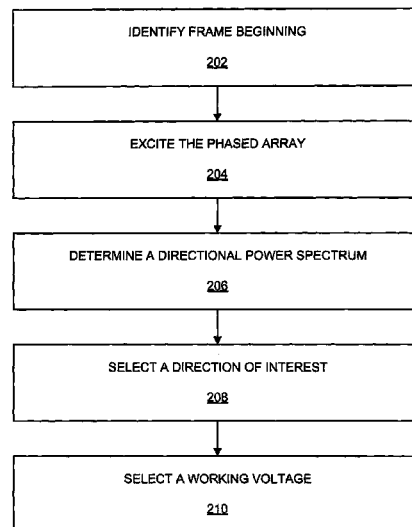 IDENTIFY FRAME BEGINNING
202
EXCITE THE PHASED ARRAY
204
DETERMINE A DIRECTIONAL POWER SPECTRUM
206
SELECT A DIRECTION OF INTEREST
208
SELECT A WORKING VOLTAGE
210